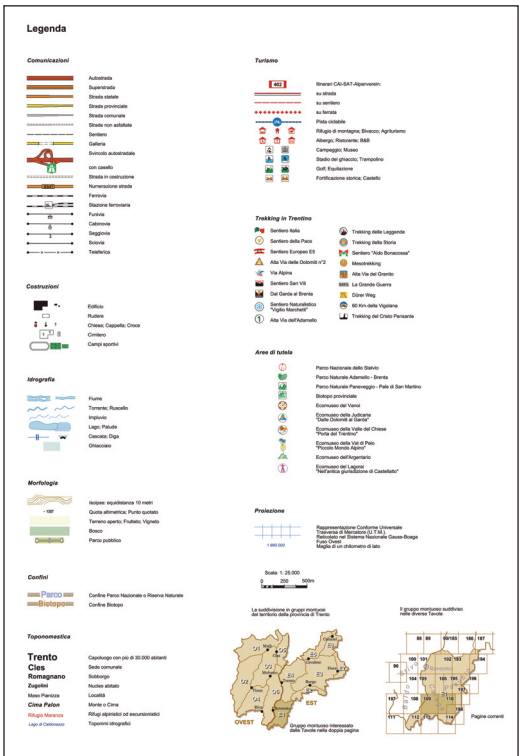 Legenda
Comunicazioni
Autostrada
Superstrada
Strada statale
Strada provinciale
Strada comunale
Strada non asfaltata
Sentiero
Galleria
Svincolo autostradale
con casello
Strada in costruzione
Numerazione strada
Ferrovia
Stazione ferroviaria
Funivia
Cabinovia
Seggiovia
Sciovia
Teleferica
Costruzioni
Edificio
Rudere
Chiesa; Cappella; Croce
Cimitero
Campi sportivi
Idrografia
Fiume
Torrente; Ruscello
Impluvio
Lago; Palude
Cascata; Diga
Ghiacciaio
Morfologia
Isoipse: equidistanza 10 metri
Quota altimetrica; Punto quotato
Terreno aperto; Frutteto; Vigneto
Bosco
Parco pubblico
Confini
Parco
Confine Parco Nazionale o Riserva Naturale
Biotopo
Confine Biotopo
Toponomastica
Trento
Capoluogo con più di 30.000 abitanti
Cles
Sede comunale
Romagnano
Sobborgo
Zugolini
Nucleo abitato
Maso Pianizza
Località
Cima Palon
Monte o Cima
Rifugio Maranza
Rifugi alpinistici od escursionistici
Lago di Caldonazzo
Toponimi idrografici
Turismo
402
Itinerari CAI-SAT-Alpenverein:
su strada
su sentiero
su ferrata
Pista ciclabile
Rifugio di montagna; Bivacco; Agriturismo
Albergo; Ristorante; B&B
Campeggio; Museo
Stadio del ghiaccio; Trampolino
Golf; Equitazione
Fortificazione storica; Castello
Trekking in Trentino
Sentiero Italia
Sentiero della Pace
Sentiero Europeo E5
Alta Via delle Dolomiti n°2
Via Alpina
Sentiero San Vili
Dal Garda al Brenta
Sentiero Naturalistico
"Vigilio Marchetti"
Alta Via dell'Adamello
Trekking delle Leggende
Trekking della Storia
Sentiero "Aldo Bonacossa"
Mesotrekking
Alta Via del Granito
La Grande Guerra
Dürer Weg
60 Km della Vigolana
Trekking del Cristo Pensante
Aree di tutela
Parco Nazionale dello Stelvio
Parco Naturale Adamello - Brenta
Parco Naturale Paneveggio - Pale di San Martino
Biotopo provinciale
Ecomuseo del Vanoi
Ecomuseo della Judicaria
"Dalle Dolomiti al Garda"
Ecomuseo della Valle del Chiese
"Porta del Trentino"
Ecomuseo della Val di Peio
"Piccolo Mondo Alpino"
Ecomuseo dell'Argentario
Ecomuseo del Lagorai
"Nell'antica giurisdizione di Castellalto"
Proiezione
Rappresentazione Conforme Universale
Trasversa di Mercatore (U.T.M.).
Reticolato nel Sistema Nazionale Gauss-Boaga
Fuso Ovest
Maglia di un chilometro di lato
Scala: 1: 25.000
0 250 500m
La suddivisione in gruppi montuosi
del territorio della provincia di Trento
OVEST
EST
Gruppo montuoso interessato
dalle Tavole nella doppia pagina
Il gruppo montuoso suddiviso
nelle diverse Tavole
Pagine correnti